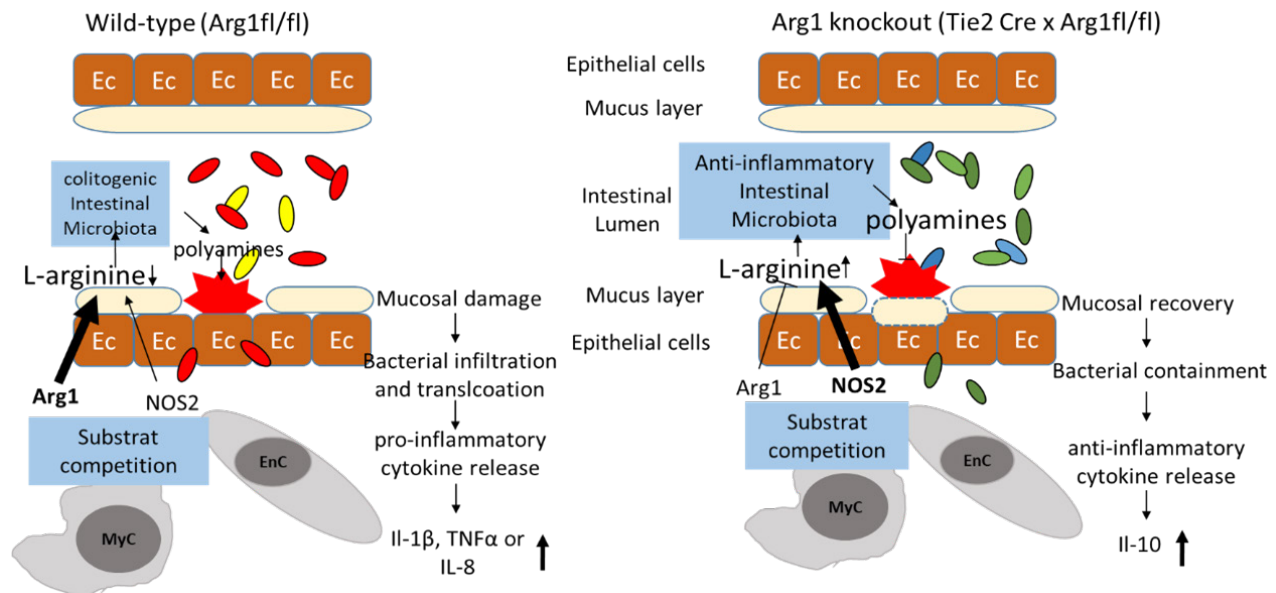 Wild-type (Arg1fl/fl)
Ec Ec Ec Ec Ec
colitogenic
Intestinal
Microbiota
polyamines
L-arginine
Mucosal damage
Ec Ec Ec Ec Ec
Bacterial infiltration
and translcoation
Arg1
NOS2
Substrat
competition
pro-inflammatory
cytokine release
EnC
MyC
Il-1β, TNFα or
IL-8
Arg1 knockout (Tie2 Cre x Arg1fl/fl)
Epithelial cells
Ec Ec Ec Ec Ec
Mucus layer
Anti-inflammatory
Intestinal
Microbiota
Intestinal
Lumen
polyamines
L-arginine
Mucus layer
Mucosal recovery
Epithelial cells
Ec Ec Ec Ec Ec
Bacterial containment
Arg1
NOS2
Substrat
competition
anti-inflammatory
cytokine release
EnC
MyC
Il-10